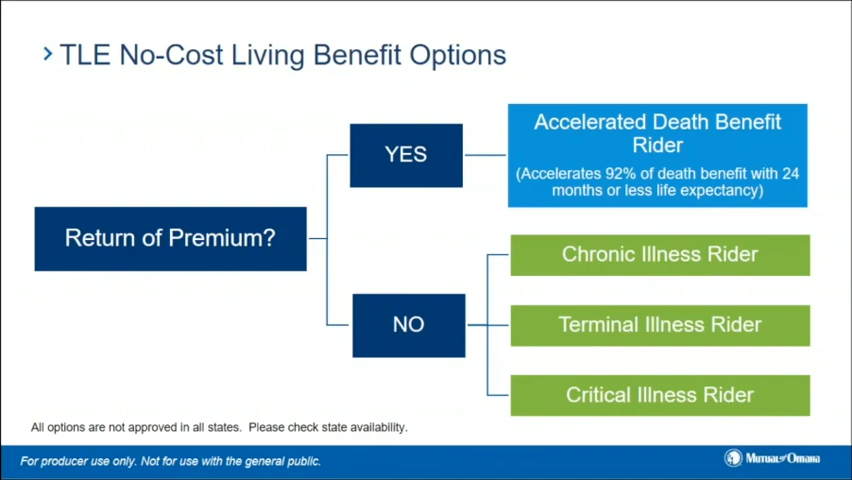 TLE No-Cost Living Benefit Options
Return of Premium?
YES
Accelerated Death Benefit
Rider
(Accelerates 92% of death benefit with 24
months or less life expectancy)
NO
Chronic Illness Rider
Terminal Illness Rider
Critical Illness Rider
All options are not approved in all states. Please check state availability.
For producer use only. Not for use with the general public.
Mutual of Omaha